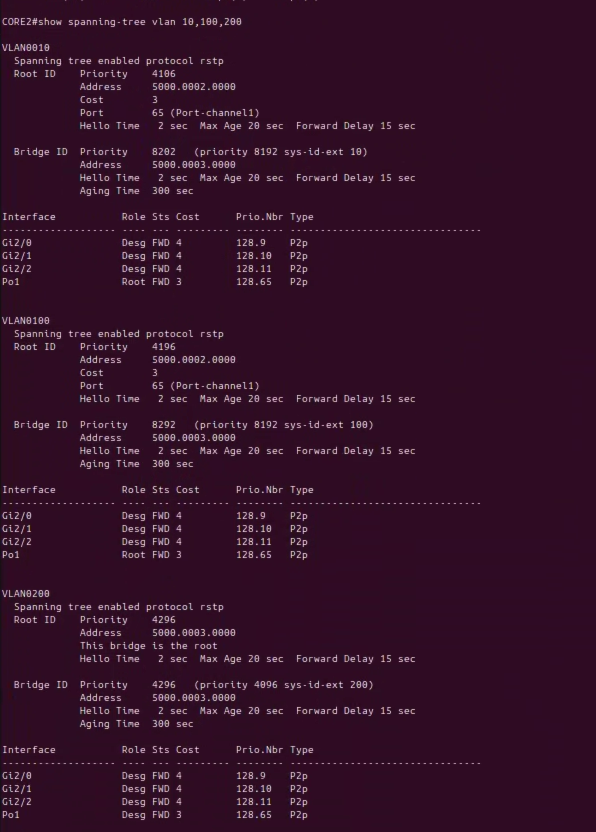 CORE2#show spanning-tree vlan 10,100,200
VLAN0010
  Spanning tree enabled protocol rstp
  Root ID    Priority    4106
             Address     5000.0002.0000
             Cost        3
             Port        65 (Port-channel1)
             Hello Time   2 sec  Max Age 20 sec  Forward Delay 15 sec
  Bridge ID  Priority    8202   (priority 8192 sys-id-ext 10)
             Address     5000.0003.0000
             Hello Time   2 sec  Max Age 20 sec  Forward Delay 15 sec
             Aging Time  300 sec
Interface           Role Sts Cost      Prio.Nbr Type
------------------- ---- --- --------- -------- --------------------------------
Gi2/0               Desg FWD 4         128.9    P2p
Gi2/1               Desg FWD 4         128.10   P2p
Gi2/2               Desg FWD 4         128.11   P2p
Po1                 Root FWD 3         128.65   P2p
VLAN0100
  Spanning tree enabled protocol rstp
  Root ID    Priority    4196
             Address     5000.0002.0000
             Cost        3
             Port        65 (Port-channel1)
             Hello Time   2 sec  Max Age 20 sec  Forward Delay 15 sec
  Bridge ID  Priority    8292   (priority 8192 sys-id-ext 100)
             Address     5000.0003.0000
             Hello Time   2 sec  Max Age 20 sec  Forward Delay 15 sec
             Aging Time  300 sec
Interface           Role Sts Cost      Prio.Nbr Type
------------------- ---- --- --------- -------- --------------------------------
Gi2/0               Desg FWD 4         128.9    P2p
Gi2/1               Desg FWD 4         128.10   P2p
Gi2/2               Desg FWD 4         128.11   P2p
Po1                 Root FWD 3         128.65   P2p
VLAN0200
  Spanning tree enabled protocol rstp
  Root ID    Priority    4296
             Address     5000.0003.0000
             This bridge is the root
             Hello Time   2 sec  Max Age 20 sec  Forward Delay 15 sec
  Bridge ID  Priority    4296   (priority 4096 sys-id-ext 200)
             Address     5000.0003.0000
             Hello Time   2 sec  Max Age 20 sec  Forward Delay 15 sec
             Aging Time  300 sec
Interface           Role Sts Cost      Prio.Nbr Type
------------------- ---- --- --------- -------- --------------------------------
Gi2/0               Desg FWD 4         128.9    P2p
Gi2/1               Desg FWD 4         128.10   P2p
Gi2/2               Desg FWD 4         128.11   P2p
Po1                 Desg FWD 3         128.65   P2p